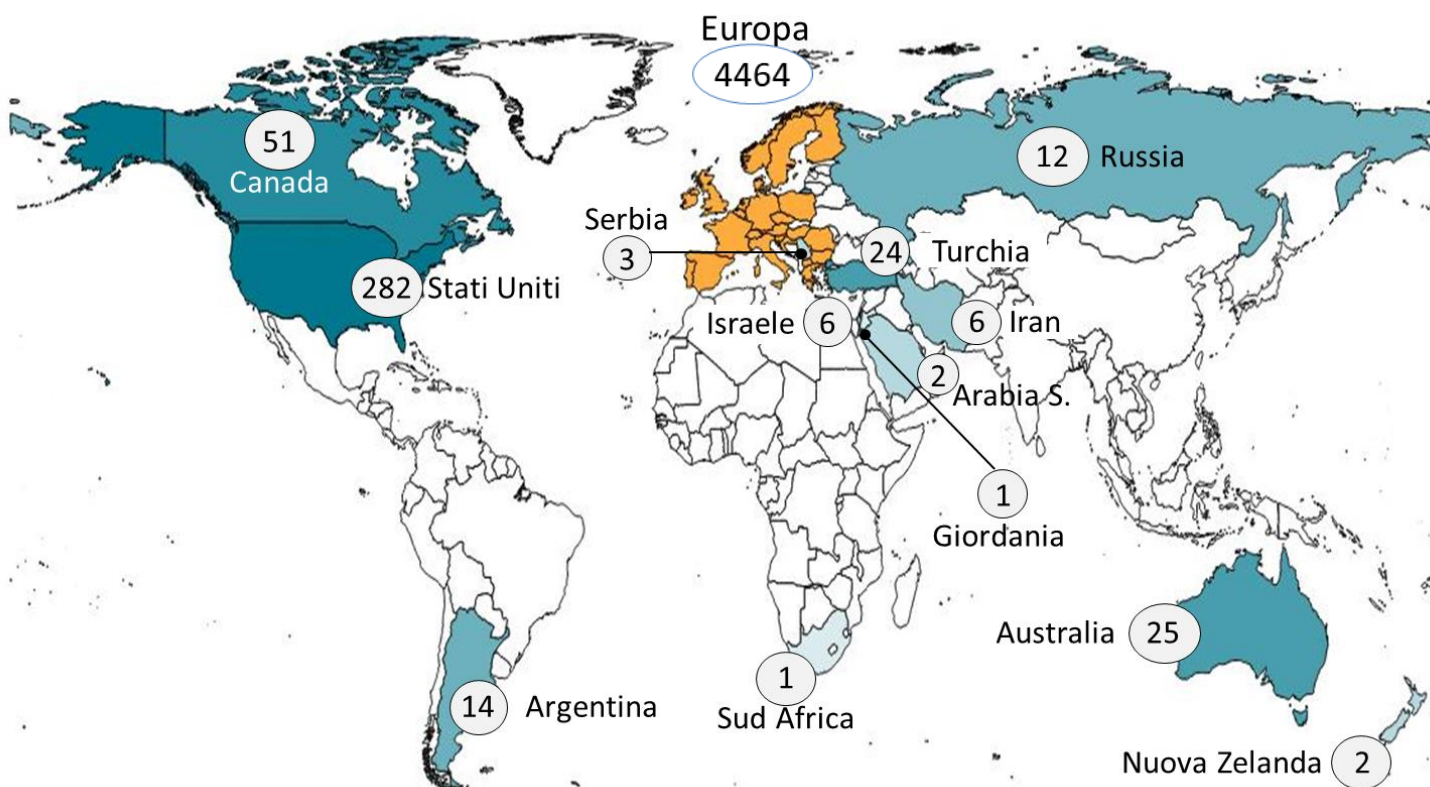 Europa
4464
51
Canada
12 Russia
Serbia
3
24 Turchia
282 Stati Uniti
Israele 6
6 Iran
2
Arabia S.
1
Giordania
Australia 25
1
Sud Africa
14 Argentina
Nuova Zelanda 2